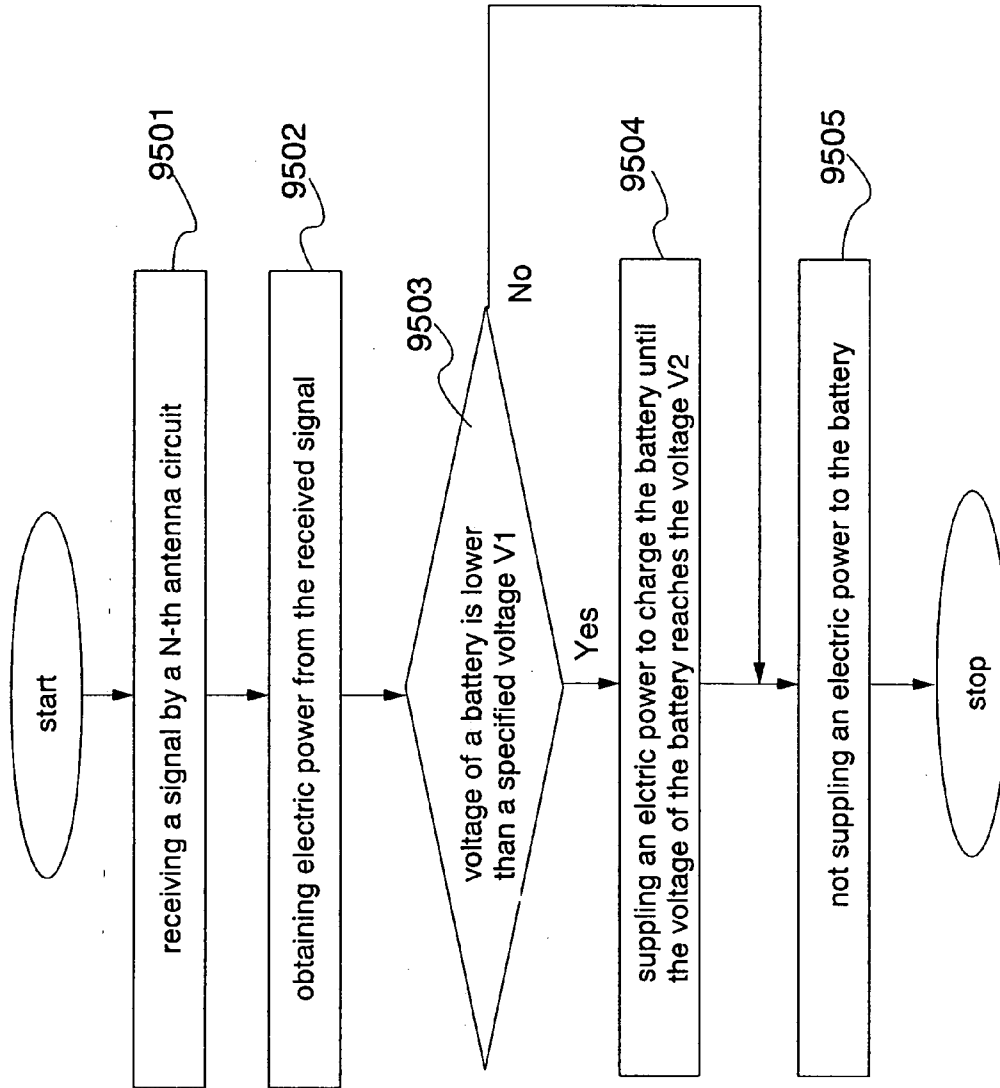 start
receiving a signal by a N-th antenna circuit
9501
obtaining electric power from the received signal
9502
voltage of a battery is lower
than a specified voltage V1
9503
No
Yes
suppling an elctric power to charge the battery until
the voltage of the battery reaches the voltage V2
9504
not suppling an electric power to the battery
9505
stop